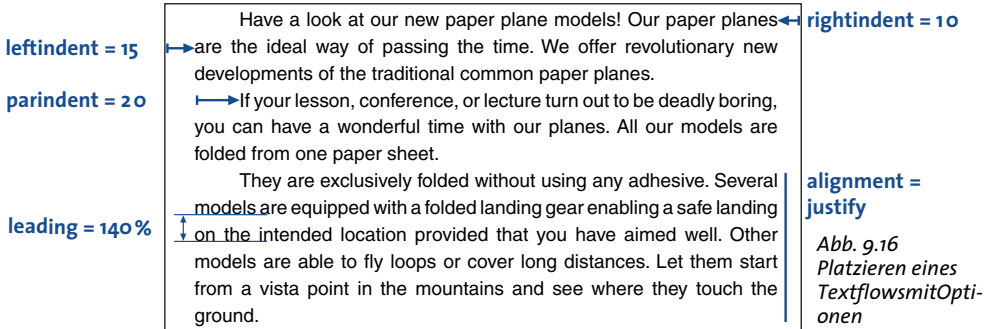 Have a look at our new paper plane models! Our paper planes
rightindent = 10
leftindent = 15
are the ideal way of passing the time. We offer revolutionary new
developments of the traditional common paper planes.
parindent = 20
If your lesson, conference, or lecture turn out to be deadly boring,
you can have a wonderful time with our planes. All our models are
folded from one paper sheet.
They are exclusively folded without using any adhesive. Several
models are equipped with a folded landing gear enabling a safe landing
on the intended location provided that you have aimed well. Other
models are able to fly loops or cover long distances. Let them start
from a vista point in the mountains and see where they touch the
ground.
leading = 140%
alignment =
justify
Abb. 9.16
Platzieren eines
TextflowsmitOpti-
onen